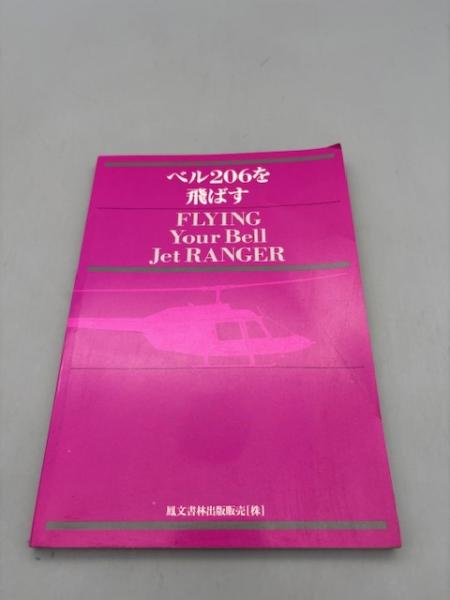 ベル206を
飛ばす
FLYING
Your Bell
Jet RANGER
鳳文書林出版販売[株]